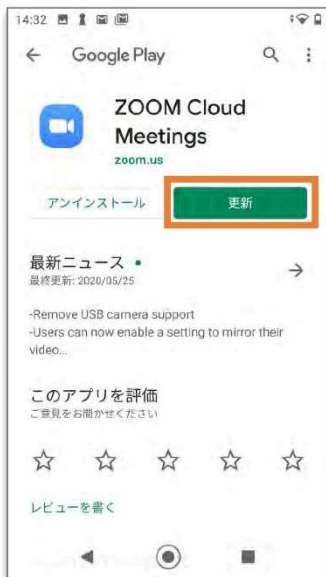 14:32
Google Play
ZOOM Cloud
Meetings
zoom.us
アンインストール
更新
最新ニュース •
最終更新: 2020/05/25
-Remove USB camera support
-Users can now enable a setting to mirror their
video...
このアプリを評価
ご意見をお聞かせください
レビューを書く